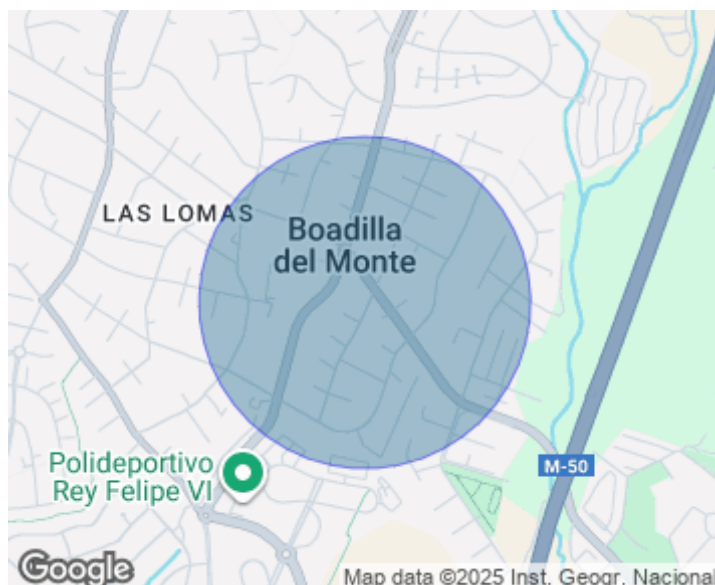 LAS LOMAS
Boadilla
del Monte
Polideportivo
Rey Felipe VI
M-50
Google
Map data ©2025 Inst. Geogr. Nacional